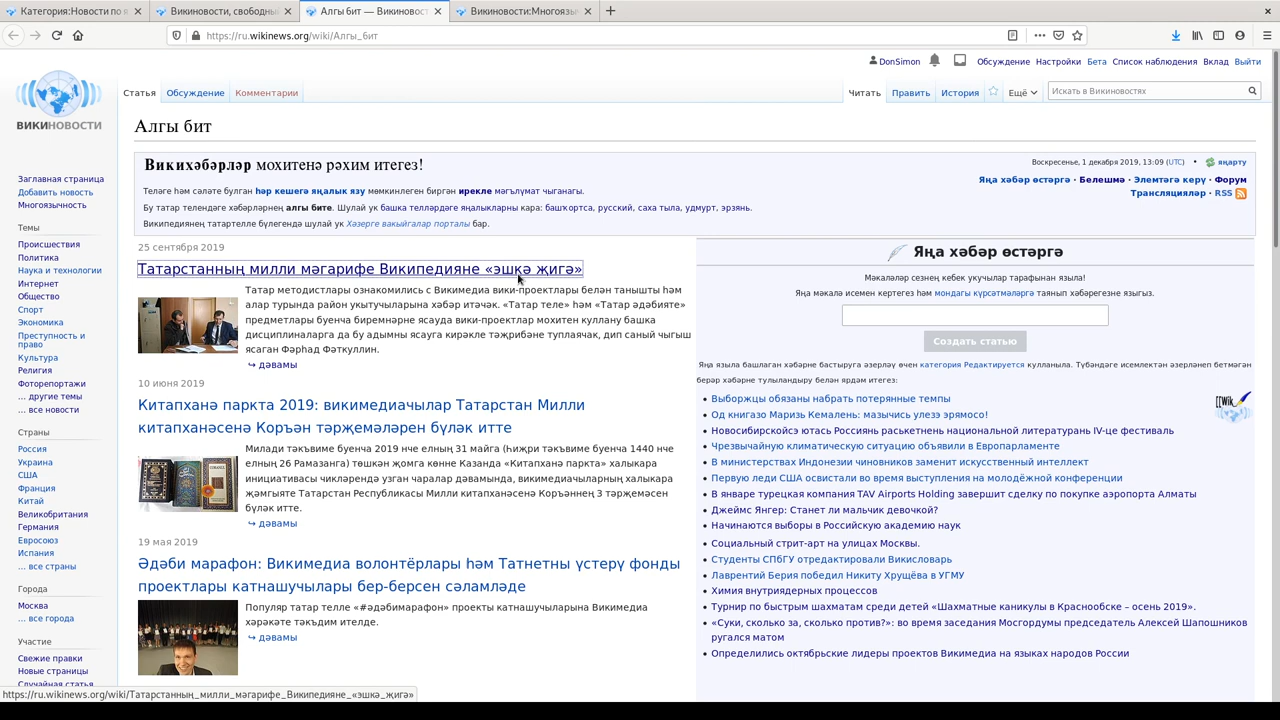 Категория:Новости по я
Викиновости, свободны
Алгы бит — Викиновост
Викиновости:Многоязы
https://ru.wikinews.org/wiki/Алгы_бит
DonSimon
Обсуждение
Настройки
Бета
Список наблюдения
Вклад
Выйти
Статья
Обсуждение
Комментарии
Читать
Править
История
Ещё
Искать в Викиновостях
ВИКИНОВОСТИ
Заглавная страница
Добавить новость
Многоязычность
Темы
Происшествия
Политика
Наука и технологии
Интернет
Общество
Спорт
Экономика
Преступность и
право
Культура
Религия
Фоторепортажи
... другие темы
... все новости
Страны
Россия
Украина
США
Франция
Китай
Великобритания
Германия
Евросоюз
Испания
... все страны
Города
Москва
... все города
Участие
Свежие правки
Новые страницы
Случайная статья
Алгы бит
Викихәбәрләр мохитенә рәхим итегез!
Теләге һәм сәләте булган һәр кешегә яңалык язу мөмкинлеген биргән ирекле мәгълүмат чыганагы.
Бу татар телендәге хәбәрләрнең алгы бите. Шулай ук башка телләрдәге яңалыкларны кара: башҡортса, русский, саха тыла, удмурт, эрзянь.
Википедиянең татартелле бүлегендә шулай ук Хәзерге вакыйгалар порталы бар.
Воскресенье, 1 декабря 2019, 13:09 (UTC) • яңарту
Яңа хәбәр өстәргә · Белешмә · Элемтәгә керү · Форум
Трансляцияләр · RSS
25 сентября 2019
Татарстанның милли мәгарифе Википедияне «эшкә җигә»
Татар методистлары ознакомились с Викимедиа вики-проектлары белән танышты һәм
алар турында район укытучыларына хәбәр итәчәк. «Татар теле» һәм «Татар әдәбияте»
предметлары буенча биремнәрне ясауда вики-проектлар мохитен куллану башка
дисциплиналарга да бу адымны ясауга кирәкле тәҗрибәне туплаячак, дип саный чыгыш
ясаган Фәрһад Фәткуллин.
↪ дәвамы
10 июня 2019
Китапханә паркта 2019: викимедиачылар Татарстан Милли
китапханәсенә Коръән тәрҗемәләрен бүләк итте
Милади тәкъвиме буенча 2019 нче елның 31 майга (һиҗри тәкъвиме буенча 1440 нче
елның 26 Рамазанга) төшкән җомга көнне Казанда «Китапханә паркта» халыкара
инициативасы чикләрендә узган чаралар дәвамында, викимедиачыларның халыкара
җәмгыяте Татарстан Республикасы Милли китапханәсенә Коръәннең 3 тәрҗемәсен
бүләк итте.
↪ дәвамы
19 мая 2019
Әдәби марафон: Викимедиа волонтёрлары һәм Татнетны үстерү фонды
проектлары катнашучылары бер-берсен сәламләде
Популяр татар телле «#әдәбимарафон» проекты катнашучыларына Викимедиа
хәрәкәте тәкъдим ителде.
↪ дәвамы
Яңа хәбәр өстәргә
Мәкаләләр сезнең кебек укучылар тарафынан языла!
Яңа мәкалә исемен кертегез һәм мондагы күрсәтмәләргә таянып хәбәрегезне языгыз.
Создать статью
Яңа языла башлаган хәбәрне бастыруга әзерләү өчен категория Редактируется кулланыла. Түбәндәге исемлектән әзерләнеп бетмәгән
берәр хәбәрне тулыландыру белән ярдәм итегез:
[[Wik
• Выборжцы обязаны набрать потерянные темпы
• Од книгазо Маризь Кемалень: мазычись улезэ эрямосо!
• Новосибирскойсэ ютась Россиянь раськетнень национальной литературань IV-це фестиваль
• Чрезвычайную климатическую ситуацию объявили в Европарламенте
• В министерствах Индонезии чиновников заменит искусственный интеллект
• Первую леди США освистали во время выступления на молодёжной конференции
• В январе турецкая компания TAV Airports Holding завершит сделку по покупке аэропорта Алматы
• Джеймс Янгер: Станет ли мальчик девочкой?
• Начинаются выборы в Российскую академию наук
• Социальный стрит-арт на улицах Москвы.
• Студенты СПбГУ отредактировали Викисловарь
• Лаврентий Берия победил Никиту Хрущёва в УГМУ
• Химия внутриядерных процессов
• Турнир по быстрым шахматам среди детей «Шахматные каникулы в Краснообске – осень 2019».
• «Суки, сколько за, сколько против?»: во время заседания Мосгордумы председатель Алексей Шапошников
ругался матом
• Определились октябрьские лидеры проектов Викимедиа на языках народов России
https://ru.wikinews.org/wiki/Татарстанның_милли_мәгарифе_Википедияне_«эшкә_җигә»